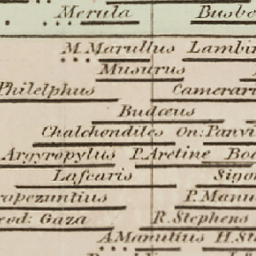 Merula Busbe
M. Marullus Lambin
Musurus
Philelphus Camerari
Budæus
Chalchondiles On: Panvi
Argyropylus P. Aretine Bod
Lascaris Sigo
rapezuntius P. Manu
eod: Gaza R. Stephens
A. Manutius H. St